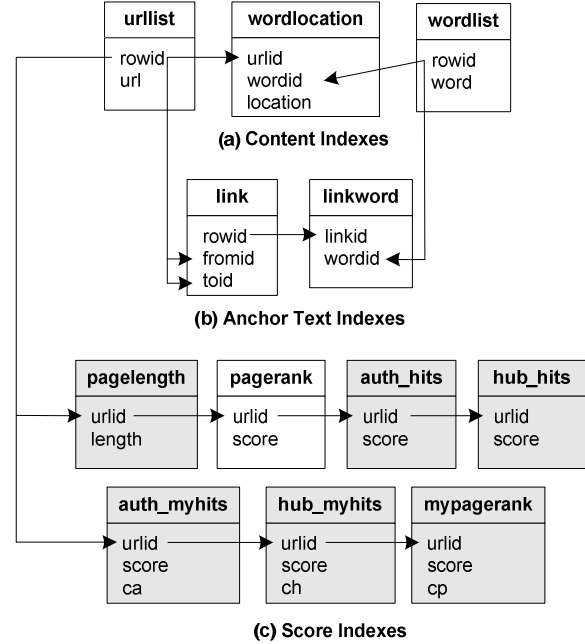 urllist
rowid
url
wordlocation
urlid
wordid
location
wordlist
rowid
word
(a) Content Indexes
link
rowid
fromid
toid
linkword
linkid
wordid
(b) Anchor Text Indexes
pagelength
urlid
length
pagerank
urlid
score
auth_hits
urlid
score
hub_hits
urlid
score
auth_myhits
urlid
score
ca
hub_myhits
urlid
score
ch
mypagerank
urlid
score
cp
(c) Score Indexes